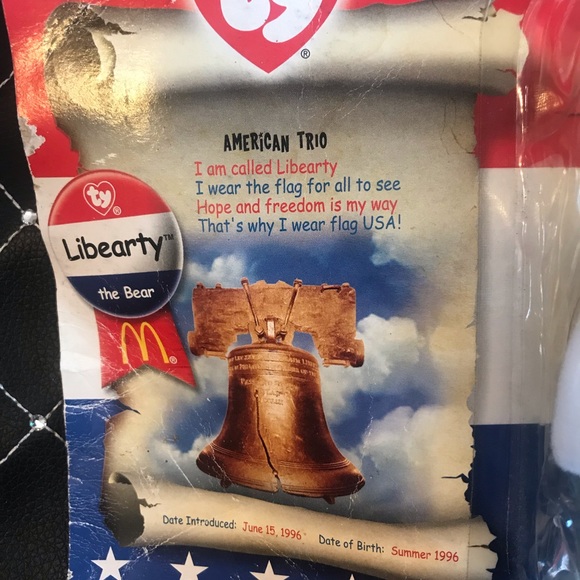 ty
®
AMERICAN TRIO
I am called Libearty
I wear the flag for all to see
Hope and freedom is my way
That's why I wear flag USA!
ty ®
Libearty™
the Bear
M®
Date Introduced: June 15, 1996
Date of Birth: Summer 1996